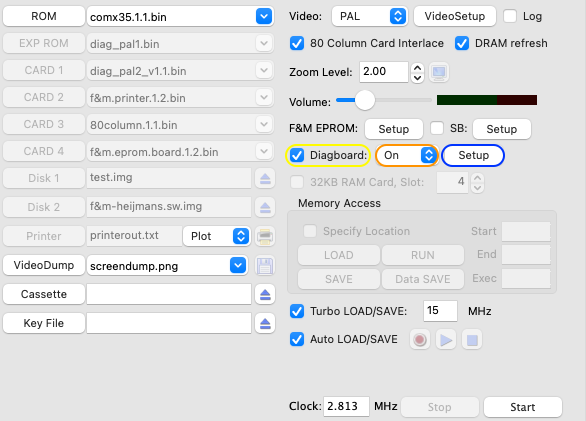 ROM comx35.1.1.bin
EXP ROM diag_pal1.bin
CARD 1 diag_pal2_v1.1.bin
CARD 2 f&m.printer.1.2.bin
CARD 3 80column.1.1.bin
CARD 4 f&m.eprom.board.1.2.bin
Disk 1 test.img
Disk 2 f&m-heijmans.sw.img
Printer printerout.txt Plot
VideoDump screendump.png
Cassette
Key File
Video: PAL VideoSetup Log
80 Column Card Interlace DRAM refresh
Zoom Level: 2.00
Volume:
F&M EPROM: Setup SB: Setup
Diagboard: On Setup
32KB RAM Card, Slot: 4
Memory Access
Specify Location Start
LOAD RUN End
SAVE Data SAVE Exec
Turbo LOAD/SAVE: 15 MHz
Auto LOAD/SAVE
Clock: 2.813 MHz Stop Start